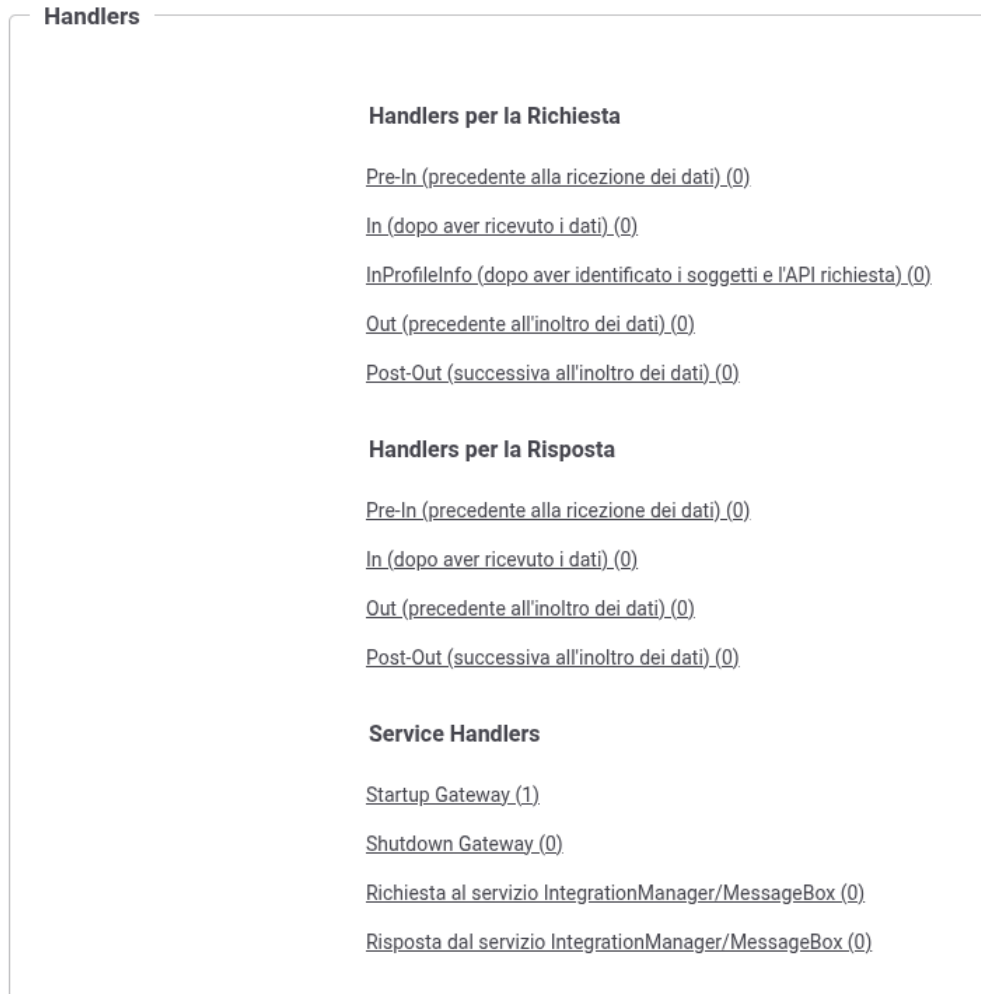 Handlers
Handlers per la Richiesta
Pre-In (precedente alla ricezione dei dati) (0)
In (dopo aver ricevuto i dati) (0)
InProfileInfo (dopo aver identificato i soggetti e l'API richiesta) (0)
Out (precedente all'inoltro dei dati) (0)
Post-Out (successiva all'inoltro dei dati) (0)
Handlers per la Risposta
Pre-In (precedente alla ricezione dei dati) (0)
In (dopo aver ricevuto i dati) (0)
Out (precedente all'inoltro dei dati) (0)
Post-Out (successiva all'inoltro dei dati) (0)
Service Handlers
Startup Gateway (1)
Shutdown Gateway (0)
Richiesta al servizio IntegrationManager/MessageBox (0)
Risposta dal servizio IntegrationManager/MessageBox (0)